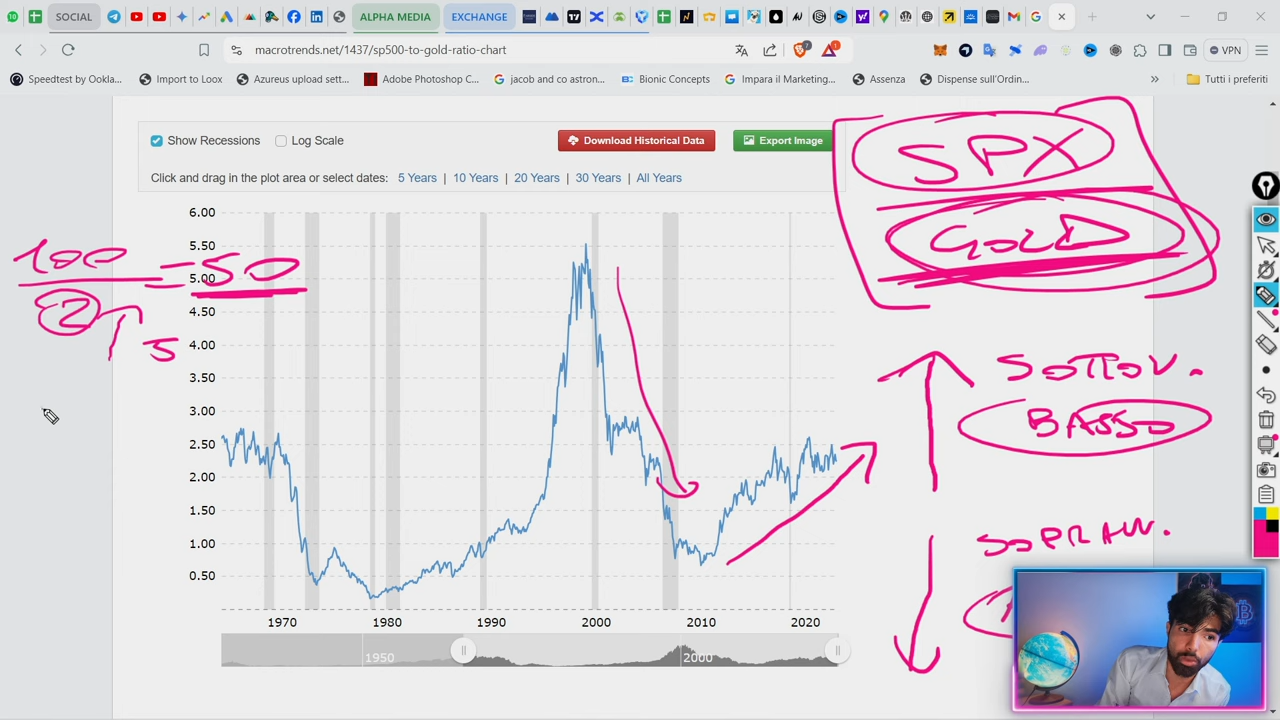 SOCIAL
ALPHA MEDIA
EXCHANGE
macrotrends.net/1437/sp500-to-gold-ratio-chart
VPN
Speedtest by Ookla...
Import to Loox
Azureus upload sett...
Adobe Photoshop C...
jacob and co astron...
Bionic Concepts
Impara il Marketing...
Assenza
Dispense sull'Ordin...
»
Tutti i preferiti
Show Recessions
Log Scale
Download Historical Data
Export Image
Click and drag in the plot area or select dates: 5 Years | 10 Years | 20 Years | 30 Years | All Years
SPX
GOLD
100
2
= 50
5
6.00
5.50
5.00
4.50
4.00
3.50
3.00
2.50
2.00
1.50
1.00
0.50
1970 1980 1990 2000 2010 2020
1950 2000
SOTTOV.
BASSO
SOPRAVV.